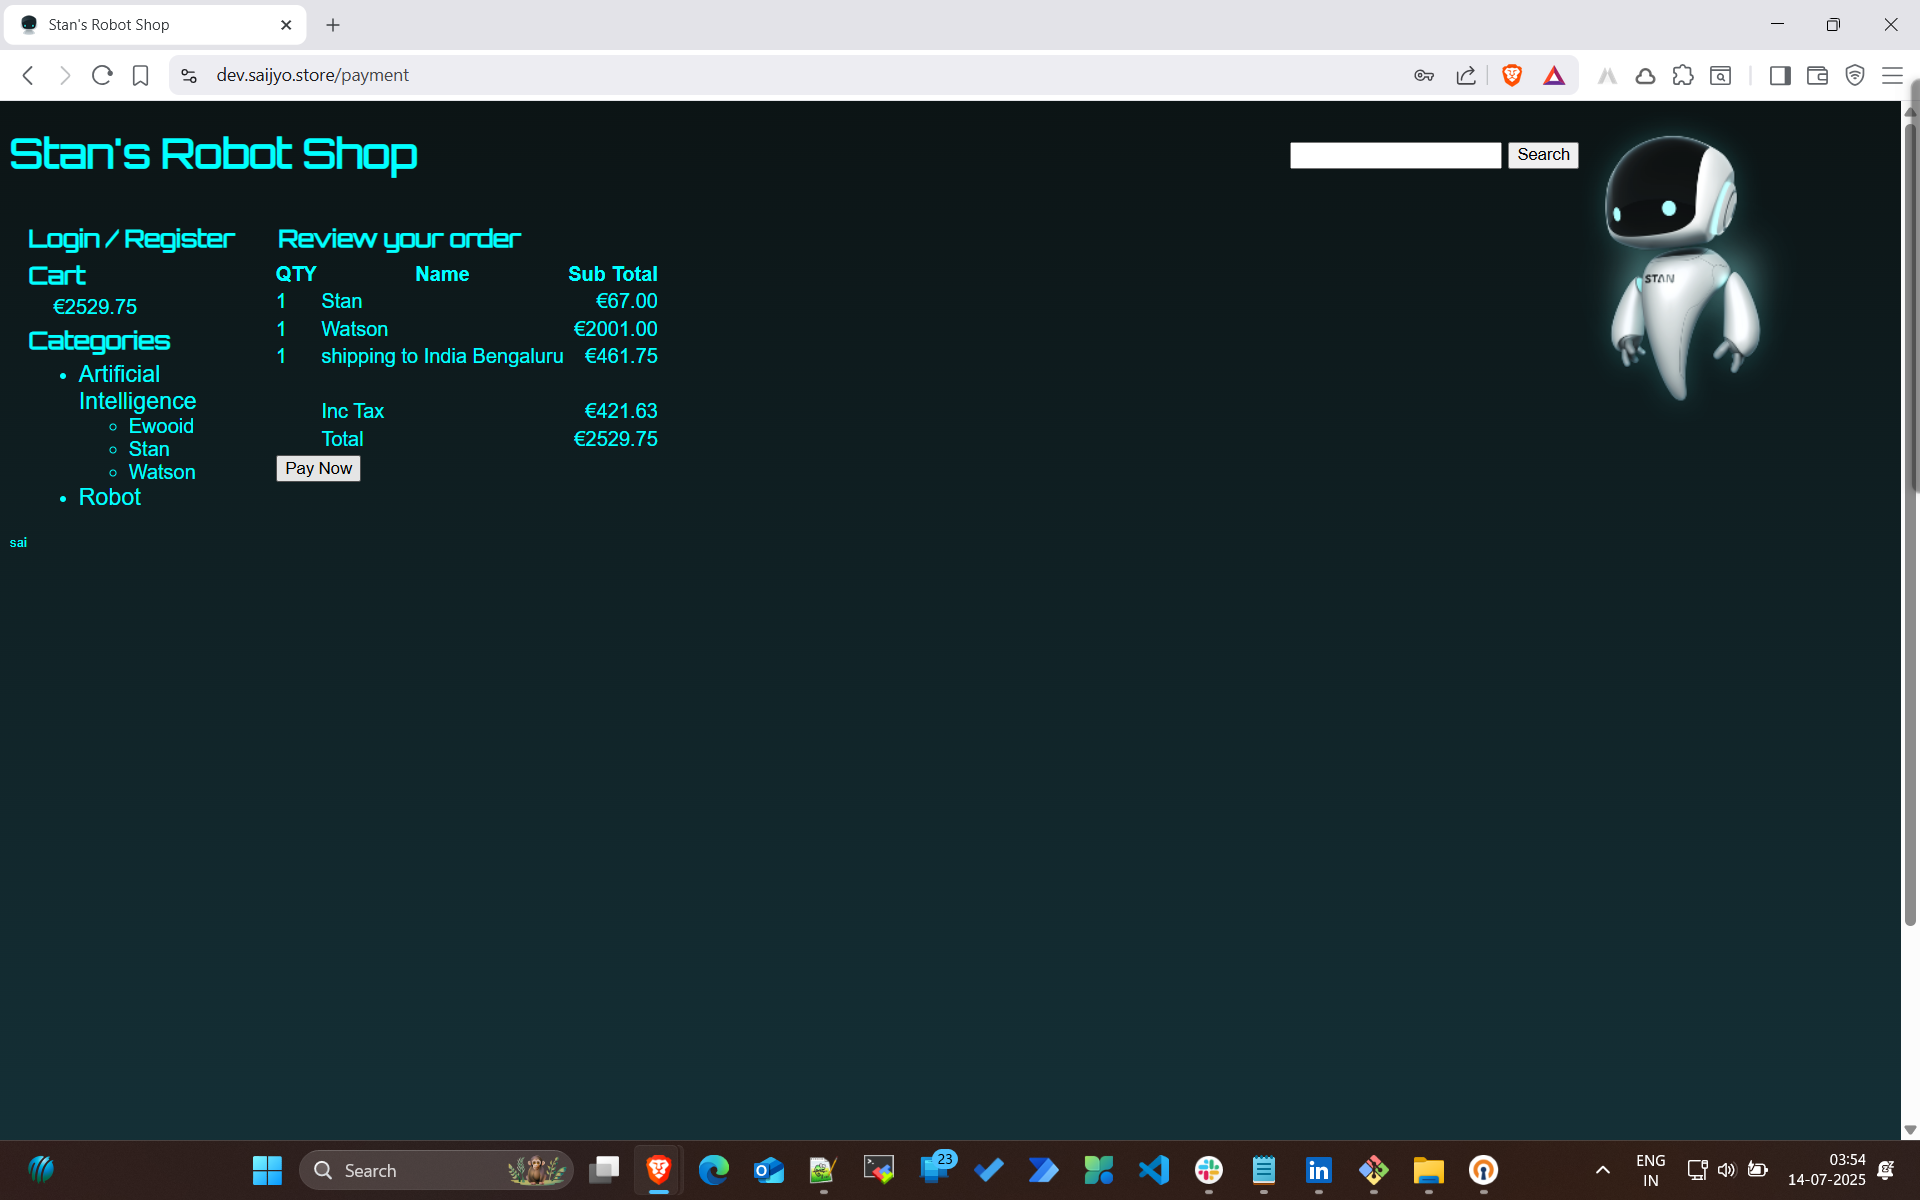 Stan's Robot Shop
dev.saijyo.store/payment
Stan's Robot Shop
Search
STAN
Login / Register
Cart
€2529.75
Categories
Artificial
Intelligence
Ewooid
Stan
Watson
Robot
sai
Review your order
QTY Name Sub Total
1 Stan €67.00
1 Watson €2001.00
1 shipping to India Bengaluru €461.75
Inc Tax €421.63
Total €2529.75
Pay Now
Search
23
ENG
IN
03:54
14-07-2025